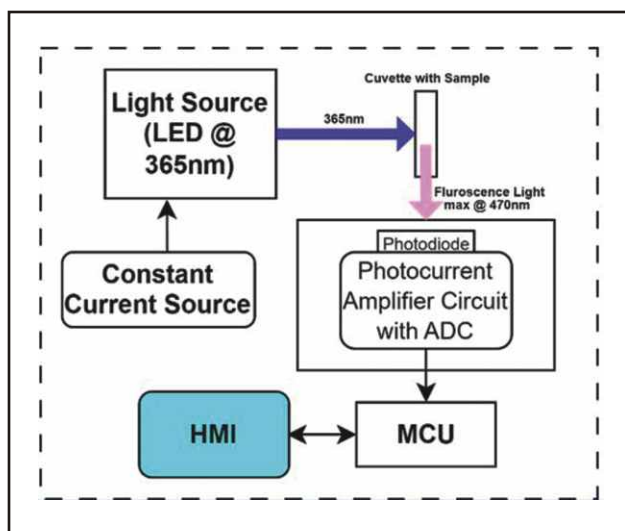 Light Source
(LED @
365nm)
365nm
Cuvette with Sample
Fluroscence Light
max @ 470nm
Constant
Current Source
Photodiode
Photocurrent
Amplifier Circuit
with ADC
HMI
MCU